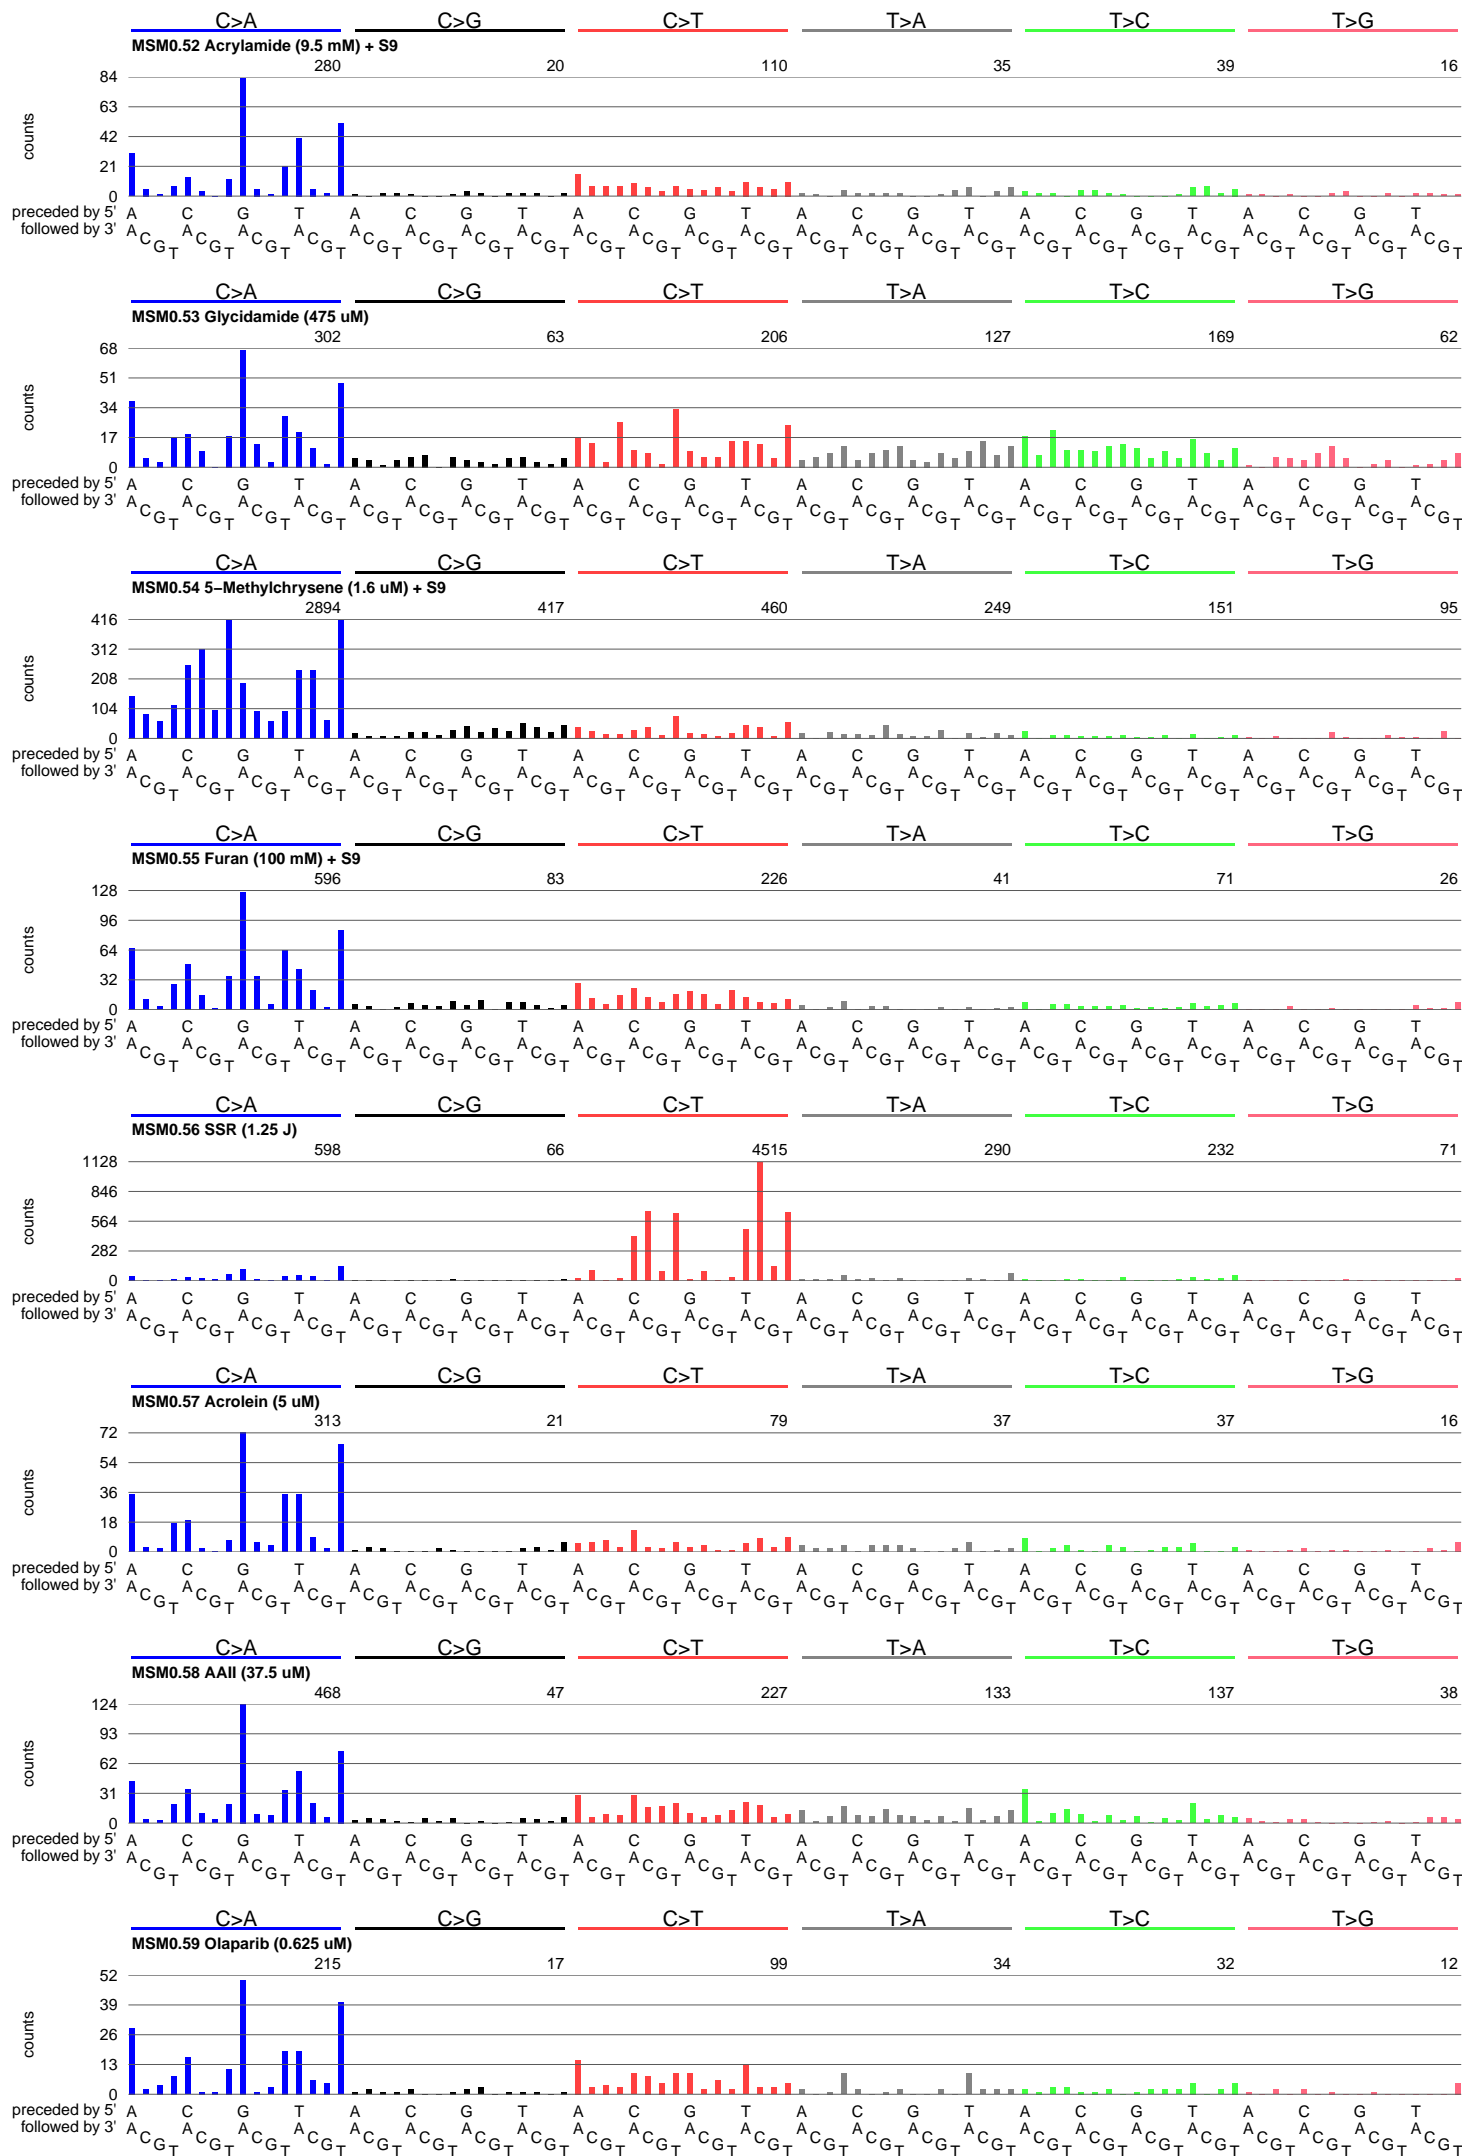 C>A C>G C>T T>A T>C T>G
MSM0.52 Acrylamide (9.5 mM) + S9
280 20 110 35 39 16
84
63
42
21
0
counts
preceded by 5' A C G T A C G T A C G T A C G T A C G T A C G T
followed by 3' A C G T A C G T A C G T A C G T A C G T A C G T A C G T A C G T A C G T A C G T A C G T A C G T A C G T A C G T A C G T A C G T A C G T A C G T A C G T A C G T A C G T A C G T A C G T A C G T
C>A C>G C>T T>A T>C T>G
MSM0.53 Glycidamide (475 uM)
302 63 206 127 169 62
68
51
34
17
0
counts
preceded by 5' A C G T A C G T A C G T A C G T A C G T A C G T
followed by 3' A C G T A C G T A C G T A C G T A C G T A C G T A C G T A C G T A C G T A C G T A C G T A C G T A C G T A C G T A C G T A C G T A C G T A C G T A C G T A C G T A C G T A C G T A C G T A C G T
C>A C>G C>T T>A T>C T>G
MSM0.54 5−Methylchrysene (1.6 uM) + S9
2894 417 460 249 151 95
416
312
208
104
0
counts
preceded by 5' A C G T A C G T A C G T A C G T A C G T A C G T
followed by 3' A C G T A C G T A C G T A C G T A C G T A C G T A C G T A C G T A C G T A C G T A C G T A C G T A C G T A C G T A C G T A C G T A C G T A C G T A C G T A C G T A C G T A C G T A C G T A C G T
C>A C>G C>T T>A T>C T>G
MSM0.55 Furan (100 mM) + S9
596 83 226 41 71 26
128
96
64
32
0
counts
preceded by 5' A C G T A C G T A C G T A C G T A C G T A C G T
followed by 3' A C G T A C G T A C G T A C G T A C G T A C G T A C G T A C G T A C G T A C G T A C G T A C G T A C G T A C G T A C G T A C G T A C G T A C G T A C G T A C G T A C G T A C G T A C G T A C G T
C>A C>G C>T T>A T>C T>G
MSM0.56 SSR (1.25 J)
598 66 4515 290 232 71
1128
846
564
282
0
counts
preceded by 5' A C G T A C G T A C G T A C G T A C G T A C G T
followed by 3' A C G T A C G T A C G T A C G T A C G T A C G T A C G T A C G T A C G T A C G T A C G T A C G T A C G T A C G T A C G T A C G T A C G T A C G T A C G T A C G T A C G T A C G T A C G T A C G T
C>A C>G C>T T>A T>C T>G
MSM0.57 Acrolein (5 uM)
313 21 79 37 37 16
72
54
36
18
0
counts
preceded by 5' A C G T A C G T A C G T A C G T A C G T A C G T
followed by 3' A C G T A C G T A C G T A C G T A C G T A C G T A C G T A C G T A C G T A C G T A C G T A C G T A C G T A C G T A C G T A C G T A C G T A C G T A C G T A C G T A C G T A C G T A C G T A C G T
C>A C>G C>T T>A T>C T>G
MSM0.58 AAII (37.5 uM)
468 47 227 133 137 38
124
93
62
31
0
counts
preceded by 5' A C G T A C G T A C G T A C G T A C G T A C G T
followed by 3' A C G T A C G T A C G T A C G T A C G T A C G T A C G T A C G T A C G T A C G T A C G T A C G T A C G T A C G T A C G T A C G T A C G T A C G T A C G T A C G T A C G T A C G T A C G T A C G T
C>A C>G C>T T>A T>C T>G
MSM0.59 Olaparib (0.625 uM)
215 17 99 34 32 12
52
39
26
13
0
counts
preceded by 5' A C G T A C G T A C G T A C G T A C G T A C G T
followed by 3' A C G T A C G T A C G T A C G T A C G T A C G T A C G T A C G T A C G T A C G T A C G T A C G T A C G T A C G T A C G T A C G T A C G T A C G T A C G T A C G T A C G T A C G T A C G T A C G T